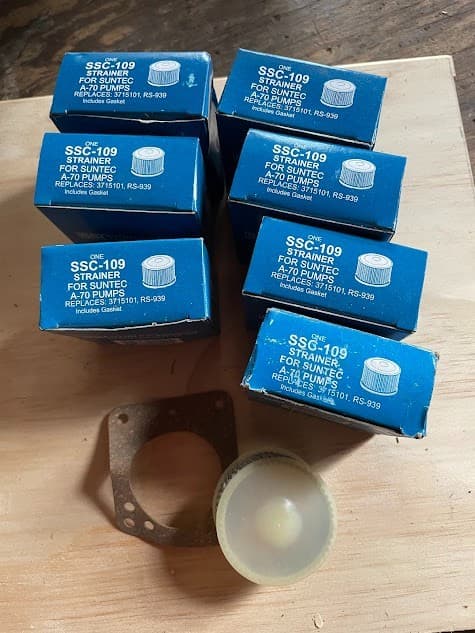 ONE
SSC-109
STRAINER
FOR SUNTEC
A-70 PUMPS
REPLACES: 3715101, RS-939
Includes Gasket
ONE
SSC-109
STRAINER
FOR SUNTEC
A-70 PUMPS
REPLACES: 3715101, RS-939
Includes Gasket
ONE
SSC-109
STRAINER
FOR SUNTEC
A-70 PUMPS
REPLACES: 3715101, RS-939
Includes Gasket
ONE
SSC-109
STRAINER
FOR SUNTEC
A-70 PUMPS
REPLACES: 3715101, RS-939
Includes Gasket
ONE
SSC-109
STRAINER
FOR SUNTEC
A-70 PUMPS
REPLACES: 3715101, RS-939
Includes Gasket
ONE
SSC-109
STRAINER
FOR SUNTEC
A-70 PUMPS
REPLACES: 3715101, RS-939
Includes Gasket
ONE
SSC-109
STRAINER
FOR SUNTEC
A-70 PUMPS
REPLACES: 3715101, RS-939
Includes Gasket